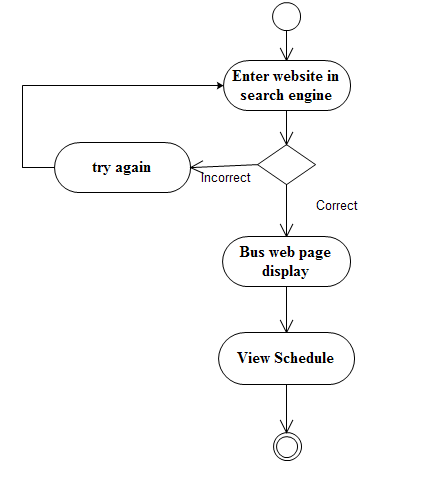 Enter website in
search engine
try again
Incorrect
Correct
Bus web page
display
View Schedule